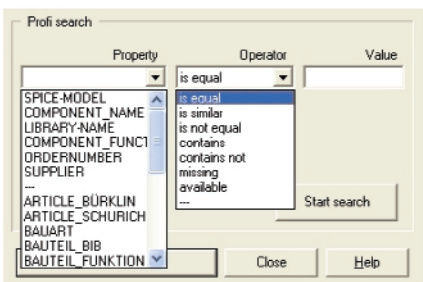 Profi search
Property Operator Value
is equal
SPICE-MODEL
COMPONENT_NAME
LIBRARY-NAME
COMPONENT_FUNCT
ORDERNUMBER
SUPPLIER
---
ARTICLE_BÜRKLIN
ARTICLE_SCHURICH
BAUART
BAUTEIL_BIB
BAUTEIL_FUNKTION
is equal
is similar
is not equal
contains
contains not
missing
available
---
Start search
Close Help